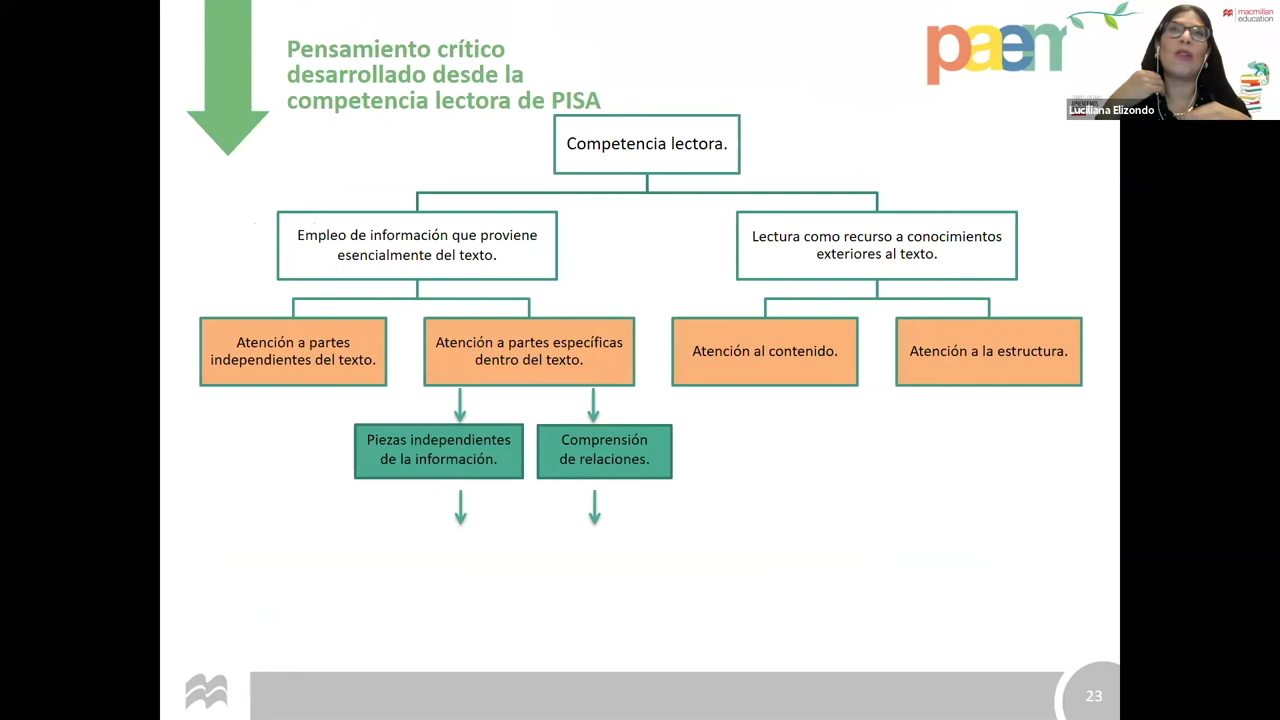 Pensamiento crítico
desarrollado desde la
competencia lectora de PISA
paem
macmillan
education
Luciliana Elizondo
Competencia lectora.
Empleo de información que proviene
esencialmente del texto.
Lectura como recurso a conocimientos
exteriores al texto.
Atención a partes
independientes del texto.
Atención a partes específicas
dentro del texto.
Atención al contenido.
Atención a la estructura.
Piezas independientes
de la información.
Comprensión
de relaciones.
23